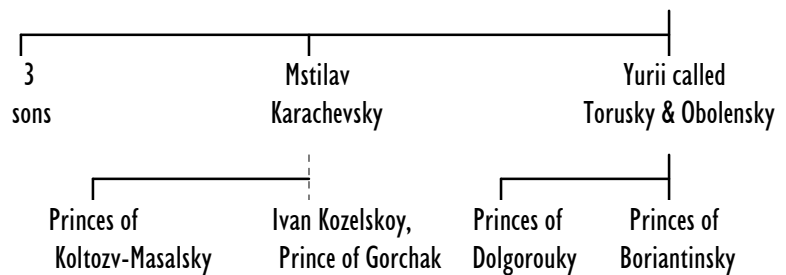 3
sons
Mstilav
Karachevsky
Yurii called
Torusky & Obolensky
Princes of
Koltozv-Masalsky
Ivan Kozelskoy,
Prince of Gorchak
Princes of
Dolgorouky
Princes of
Boriantinsky